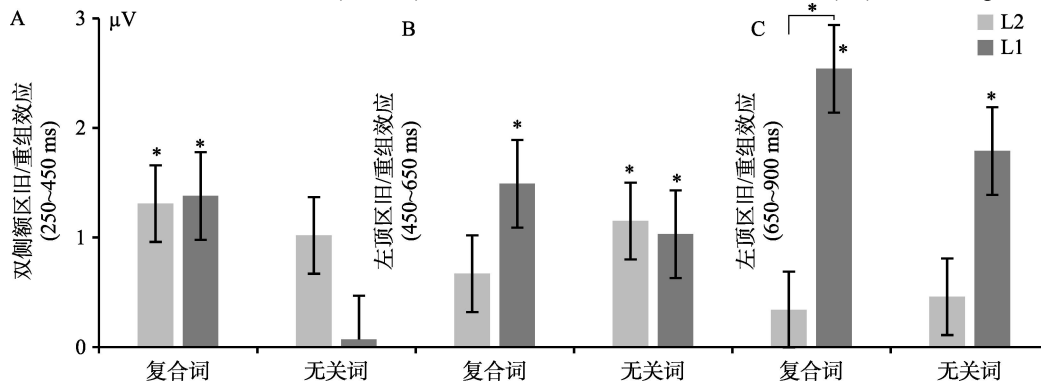 A
μV
3
2
1
0
双侧额区旧/重组效应
(250~450 ms)
* *
复合词
无关词
B
左顶区旧/重组效应
(450~650 ms)
*
* *
复合词
无关词
C
左顶区旧/重组效应
(650~900 ms)
*
*
*
复合词
无关词
L2
L1